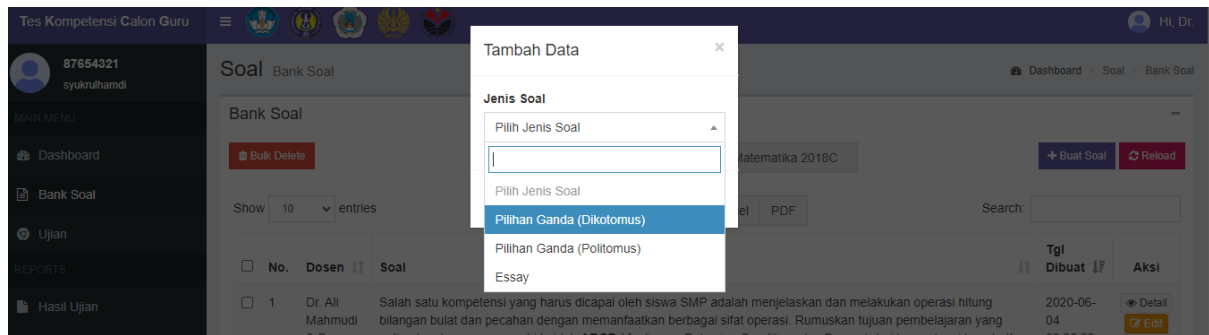 Tes Kompetensi Calon Guru
Hi, Dr.
87654321
syukrulhamdi
Soal Bank Soal
Dashboard
Soal
Bank Soal
MAIN MENU
Dashboard
Bank Soal
Ujian
REPORTS
Hasil Ujian
Bank Soal
Bulk Delete
Matematika 2018C
+ Buat Soal
Reload
Show 10 entries
PDF
Search:
Tambah Data
×
Jenis Soal
Pilih Jenis Soal
Pilih Jenis Soal
Pilihan Ganda (Dikotomus)
Pilihan Ganda (Politomus)
Essay
No. Dosen Soal Tgl
Dibuat Aksi
1 Dr. Ali Salah satu kompetensi yang harus dicapai oleh siswa SMP adalah menjelaskan dan melakukan operasi hitung 2020-06- Detail
Mahmudi bilangan bulat dan pecahan dengan memanfaatkan berbagai sifat operasi. Rumuskan tujuan pembelajaran yang 04 Edit